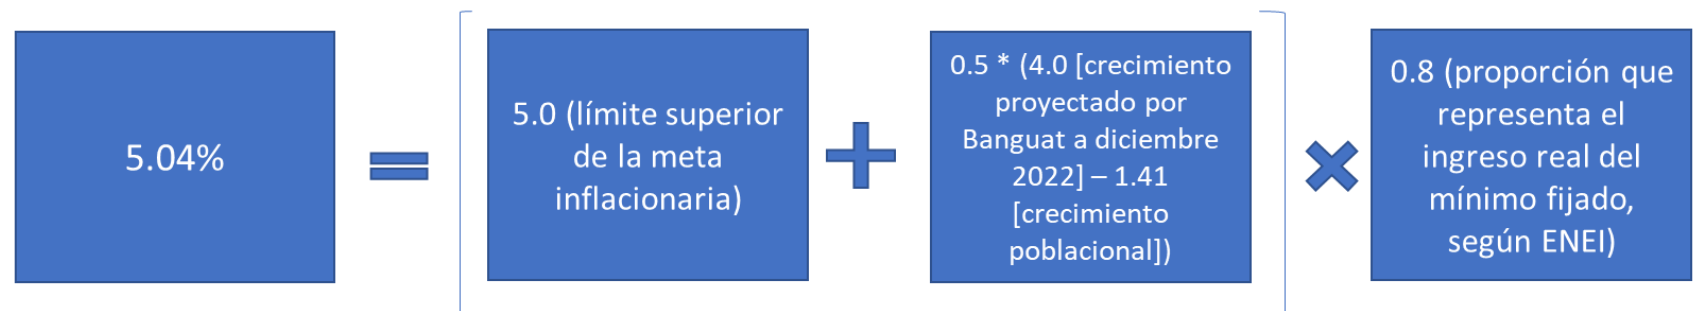 5.04%
5.0 (límite superior
de la meta
inflacionaria)
0.5 * (4.0 [crecimiento
proyectado por
Banguat a diciembre
2022] – 1.41
[crecimiento
poblacional])
0.8 (proporción que
representa el
ingreso real del
mínimo fijado,
según ENEI)